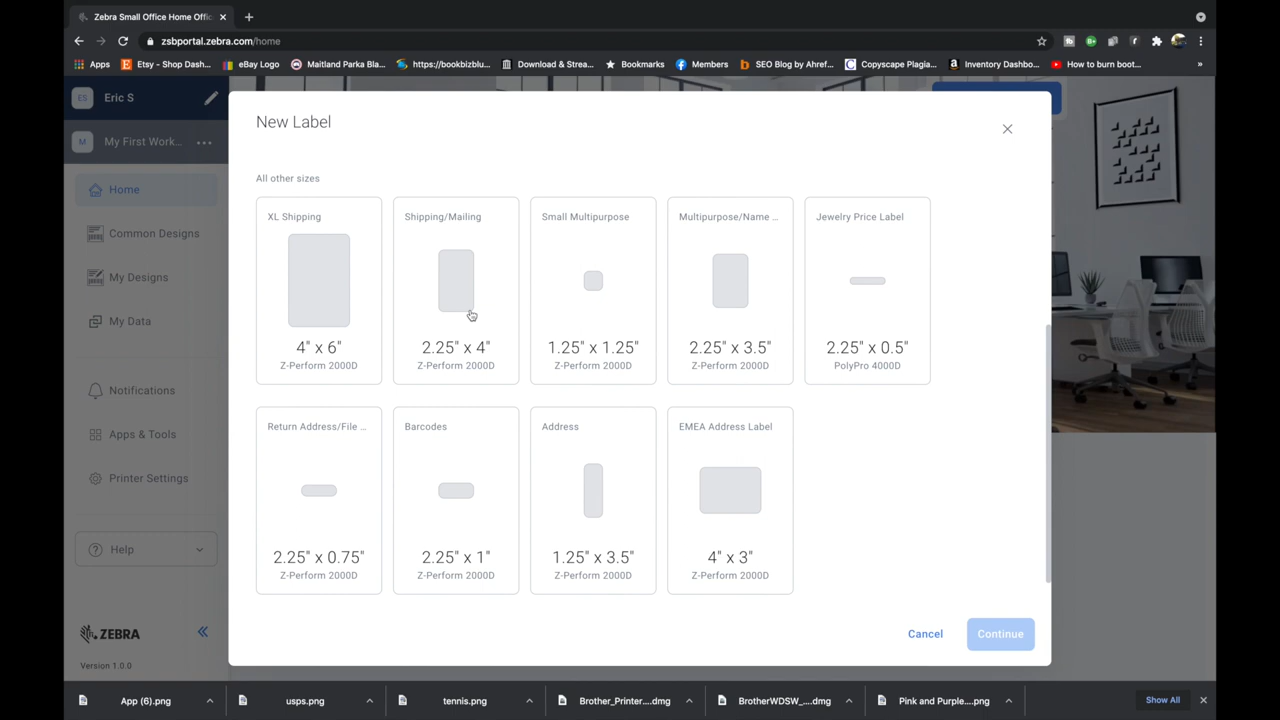 Zebra Small Office Home Offic
zsbportal.zebra.com/home
Apps
Etsy - Shop Dash...
eBay Logo
Maitland Parka Bla...
https://bookbizblu...
Download & Strea...
Bookmarks
Members
SEO Blog by Ahref...
Copyscape Plagia...
Inventory Dashbo...
How to burn boot...
»
ES
Eric S
M
My First Work...
Home
Common Designs
My Designs
My Data
Notifications
Apps & Tools
Printer Settings
Help
ZEBRA
Version 1.0.0
New Label
All other sizes
XL Shipping
4" x 6"
Z-Perform 2000D
Shipping/Mailing
2.25" x 4"
Z-Perform 2000D
Small Multipurpose
1.25" x 1.25"
Z-Perform 2000D
Multipurpose/Name ...
2.25" x 3.5"
Z-Perform 2000D
Jewelry Price Label
2.25" x 0.5"
PolyPro 4000D
Return Address/File ...
2.25" x 0.75"
Z-Perform 2000D
Barcodes
2.25" x 1"
Z-Perform 2000D
Address
1.25" x 3.5"
Z-Perform 2000D
EMEA Address Label
4" x 3"
Z-Perform 2000D
Cancel
Continue
App (6).png
usps.png
tennis.png
Brother_Printer....dmg
BrotherWDSW_...dmg
Pink and Purple....png
Show All